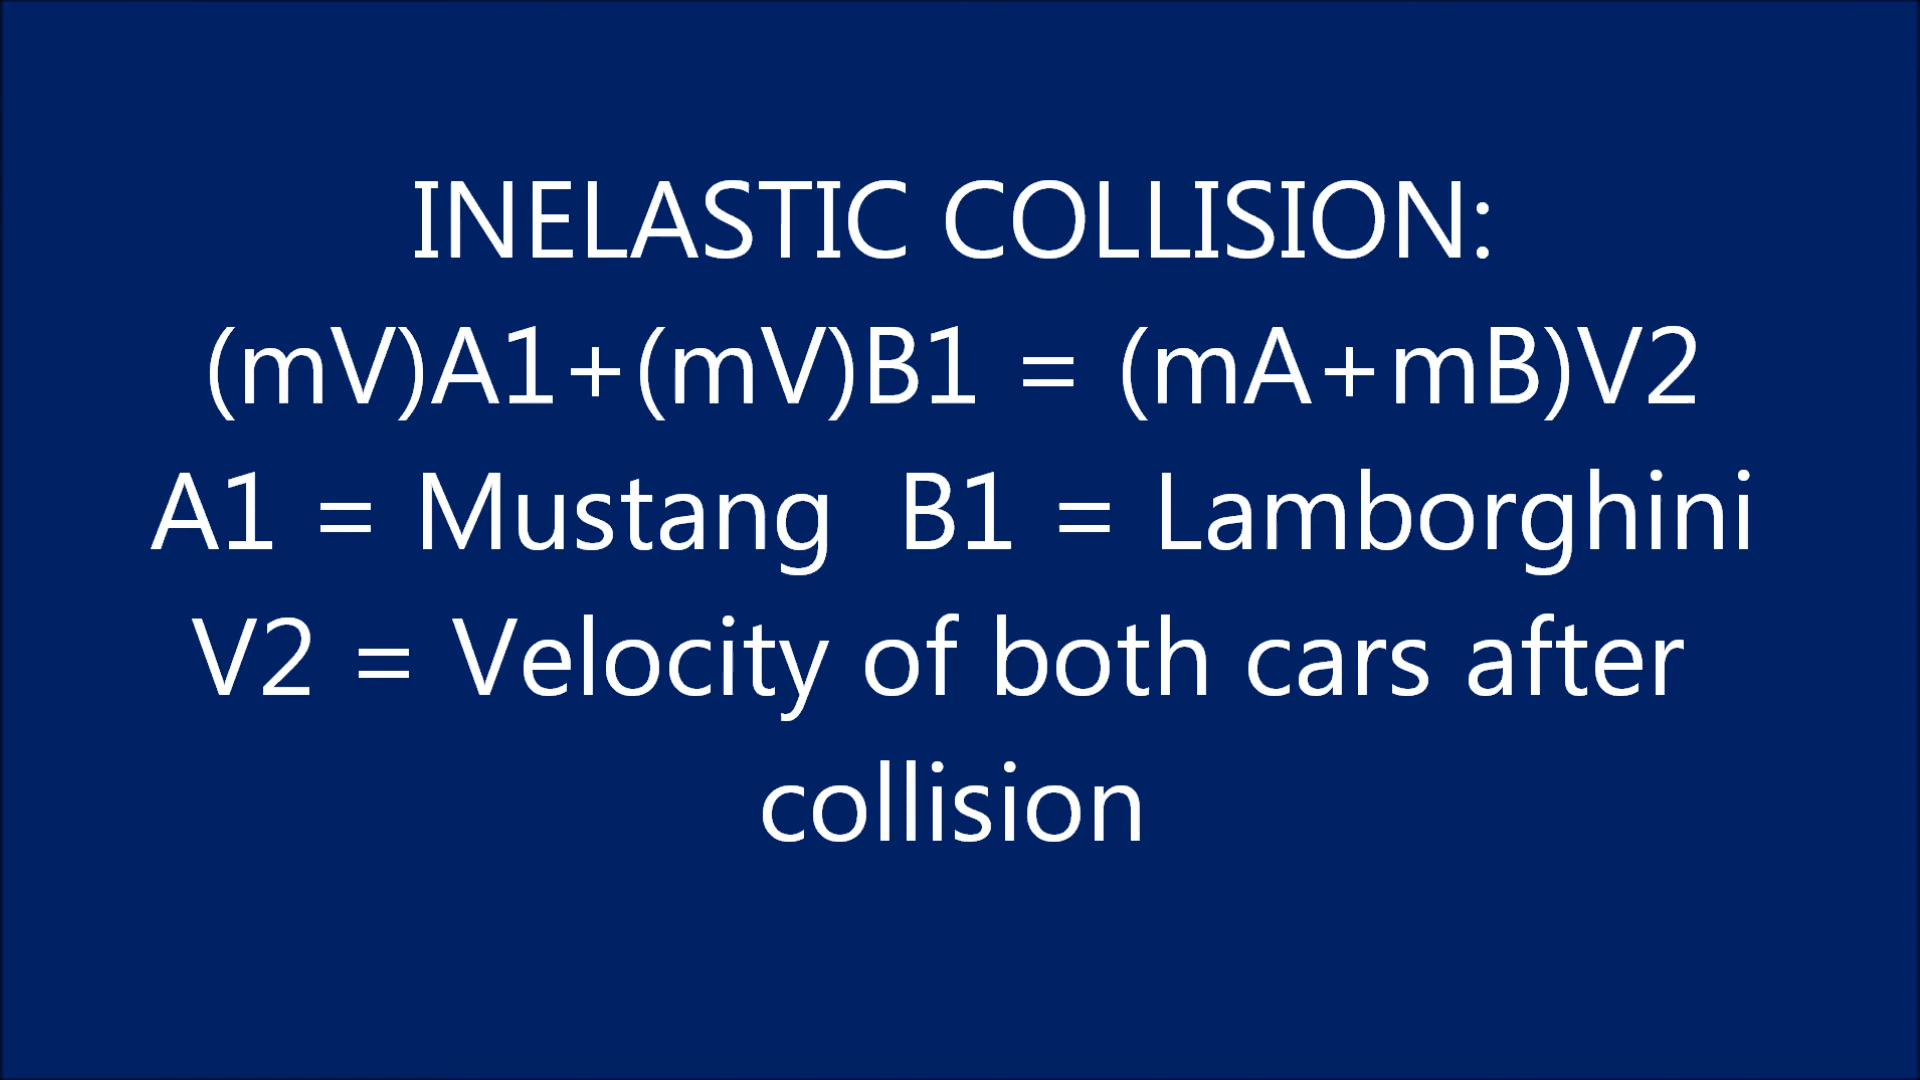 INELASTIC COLLISION:
(mV)A1+(mV)B1 = (mA+mB)V2
A1 = Mustang  B1 = Lamborghini
V2 = Velocity of both cars after
collision